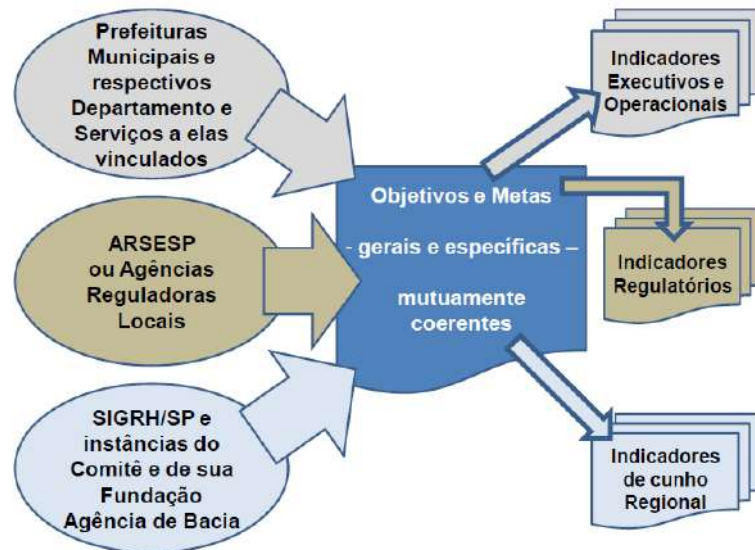 Prefeituras
Municipais e
respectivos
Departamento e
Serviços a elas
vinculados
ARSESP
ou Agências
Reguladoras
Locais
SIGRH/SP e
instâncias do
Comitê e de sua
Fundação
Agência de Bacia
Objetivos e Metas
- gerais e específicas –
mutuamente
coerentes
Indicadores
Executivos e
Operacionais
Indicadores
Regulatórios
Indicadores
de cunho
Regional